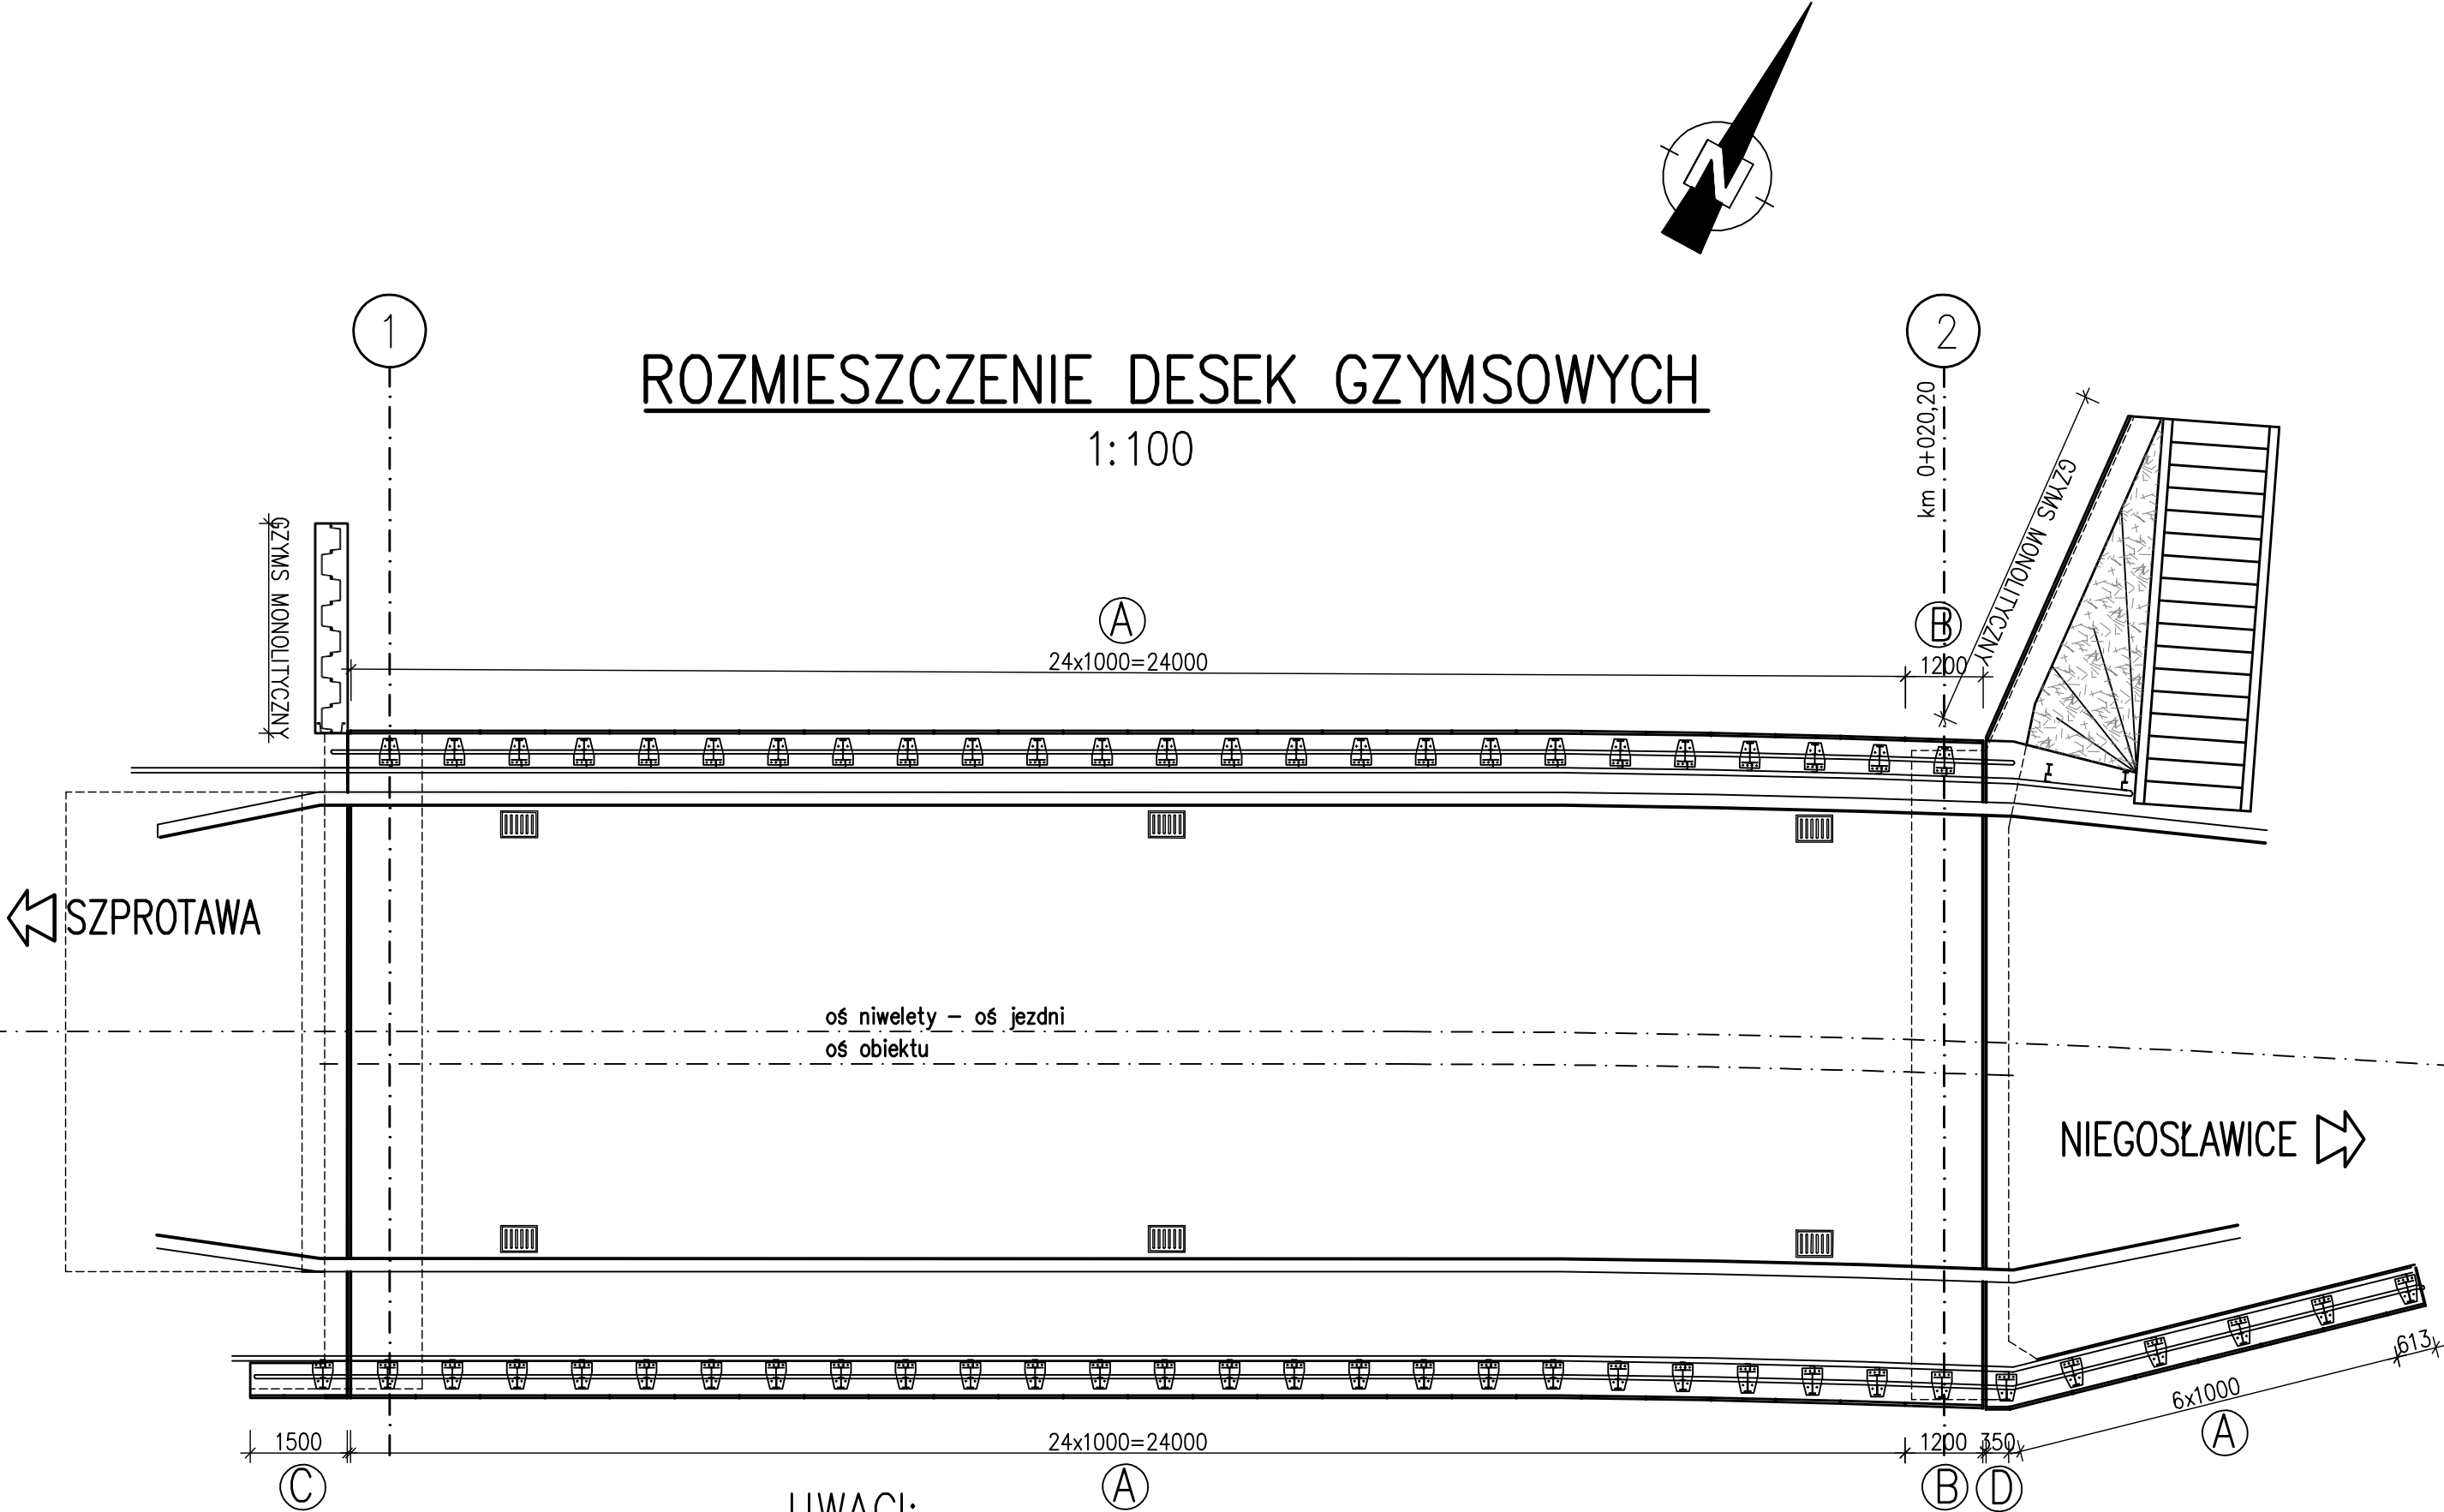 N
1
2
ROZMIESZCZENIE DESEK GZYMSOWYCH
1:100
km 0+020,20
GZYMS MONOLITYCZNY
GZYMS MONOLITYCZNY
A
B
24x1000=24000
1200
SZPROTAWA
oś niwelety – oś jezdni
oś obiektu
NIEGOSŁAWICE
613
6x1000
A
1500
24x1000=24000
1200
350
C
A
B
D
UWAGI: